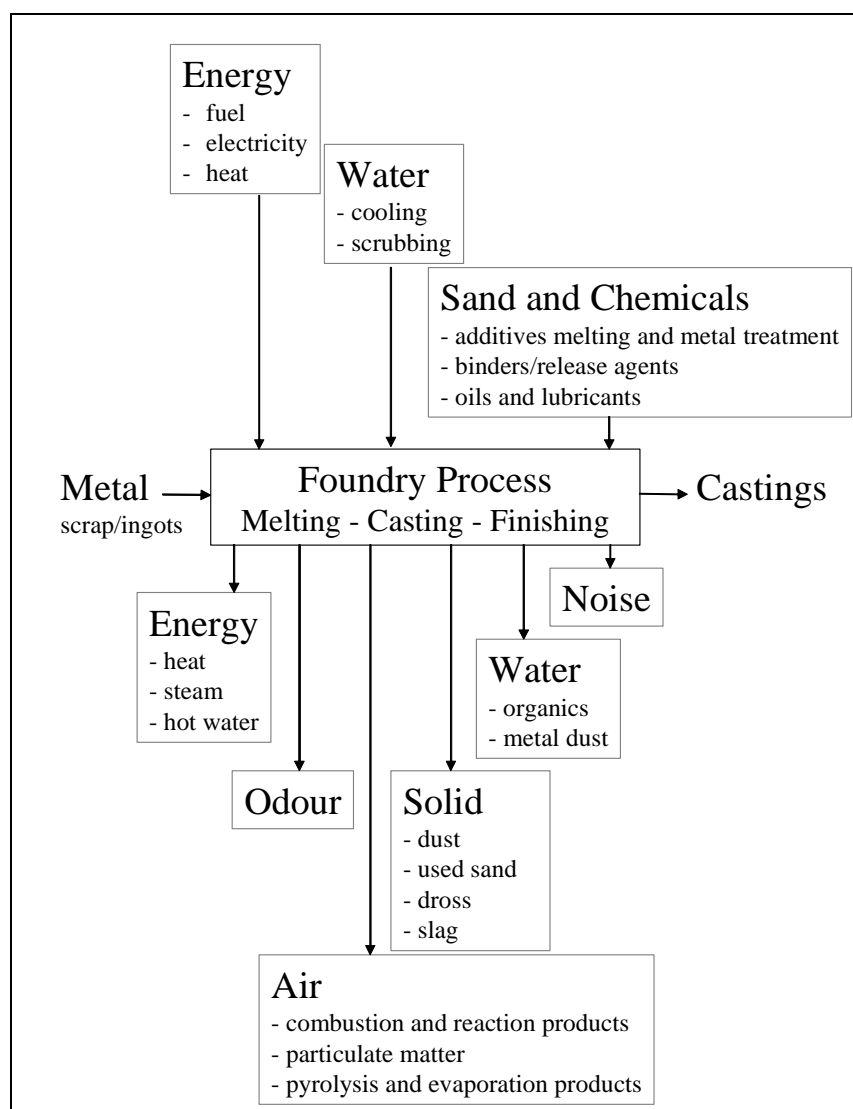 Energy
- fuel
- electricity
- heat
Water
- cooling
- scrubbing
Sand and Chemicals
- additives melting and metal treatment
- binders/release agents
- oils and lubricants
Metal
scrap/ingots
Foundry Process
Melting - Casting - Finishing
Castings
Energy
- heat
- steam
- hot water
Odour
Air
- combustion and reaction products
- particulate matter
- pyrolysis and evaporation products
Solid
- dust
- used sand
- dross
- slag
Water
- organics
- metal dust
Noise